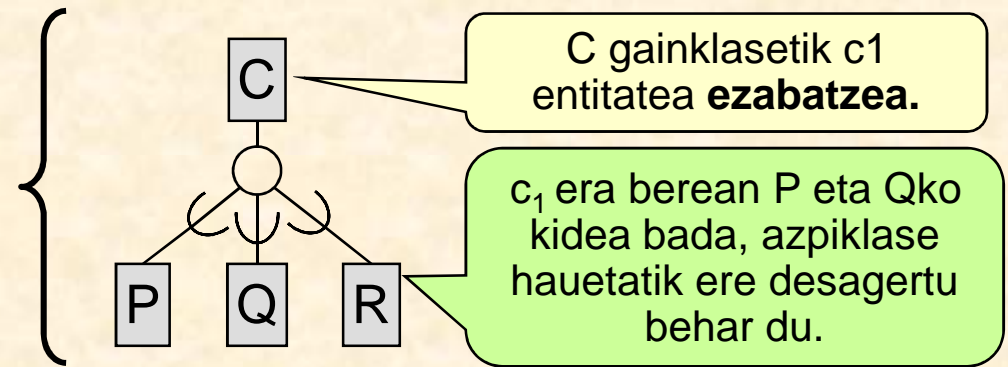 C
C gainklasetik c1
entitatea ezabatzea.
c₁ era berean P eta Qko
kidea bada, azpiklase
hauetatik ere desagertu
behar du.
P Q R